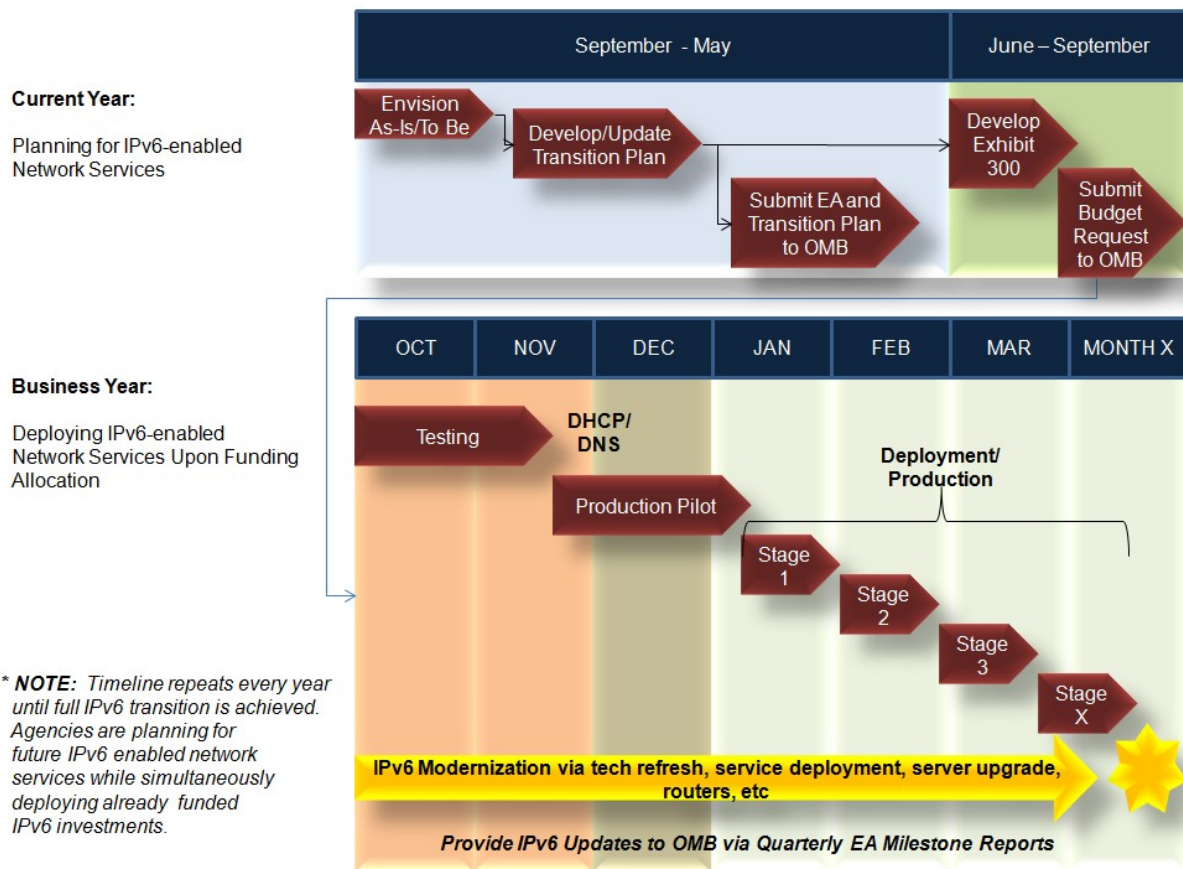 September - May
June – September
Current Year:
Planning for IPv6-enabled
Network Services
Envision
As-Is/To Be
Develop/Update
Transition Plan
Submit EA and
Transition Plan
to OMB
Develop
Exhibit
300
Submit
Budget
Request
to OMB
OCT
NOV
DEC
JAN
FEB
MAR
MONTH X
Business Year:
Deploying IPv6-enabled
Network Services Upon Funding
Allocation
Testing
DHCP/
DNS
Production Pilot
Deployment/
Production
Stage
1
Stage
2
Stage
3
Stage
X
* NOTE: Timeline repeats every year
until full IPv6 transition is achieved.
Agencies are planning for
future IPv6 enabled network
services while simultaneously
deploying already funded
IPv6 investments.
IPv6 Modernization via tech refresh, service deployment, server upgrade,
routers, etc
Provide IPv6 Updates to OMB via Quarterly EA Milestone Reports